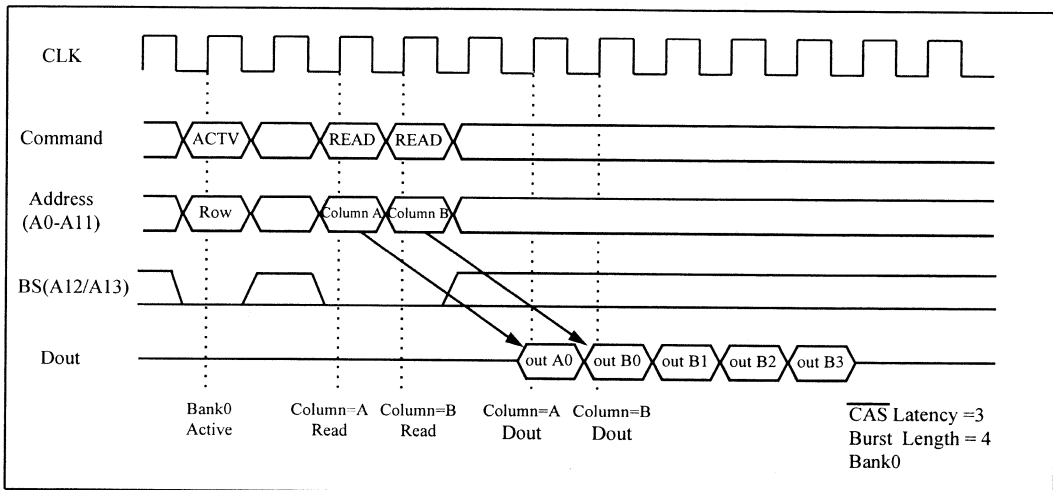 CLK
Command
ACTV
READ
READ
Address
(A0-A11)
Row
Column A
Column B
BS(A12/A13)
Dout
out A0
out B0
out B1
out B2
out B3
Bank0
Active
Column=A
Read
Column=B
Read
Column=A
Dout
Column=B
Dout
CAS Latency =3
Burst Length = 4
Bank0